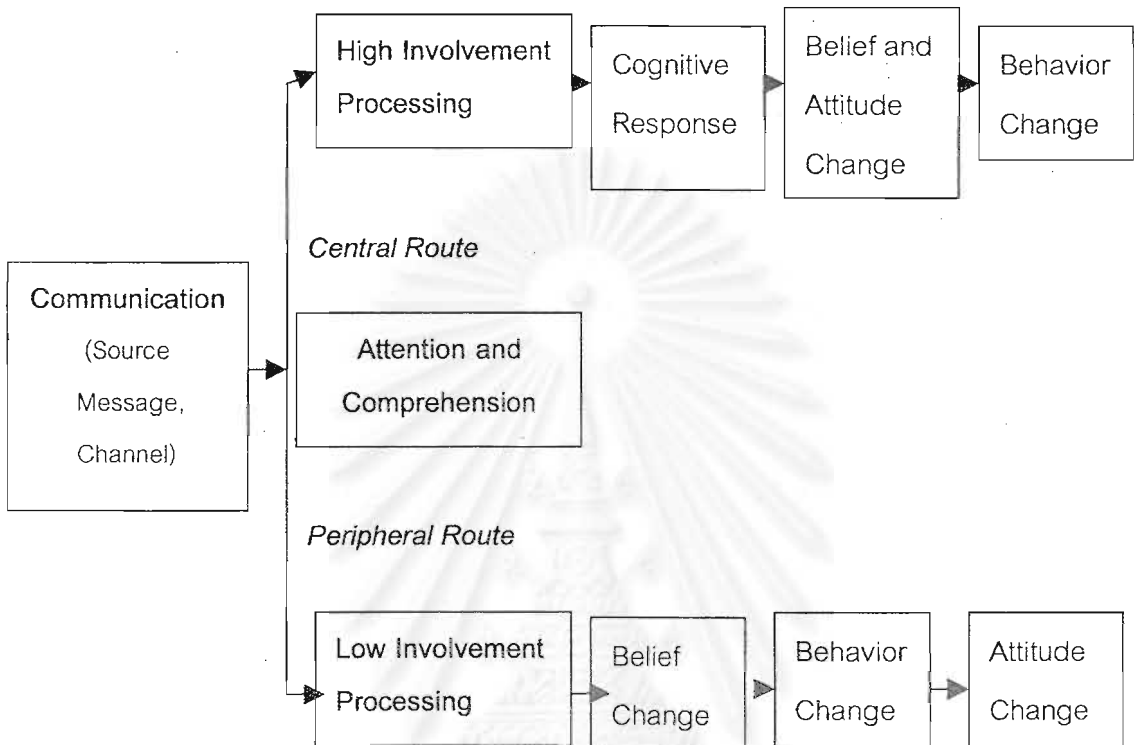 High Involvement
Processing
Cognitive
Response
Belief and
Attitude
Change
Behavior
Change
Central Route
Communication
(Source
Message,
Channel)
Attention and
Comprehension
Peripheral Route
Low Involvement
Processing
Belief
Change
Behavior
Change
Attitude
Change